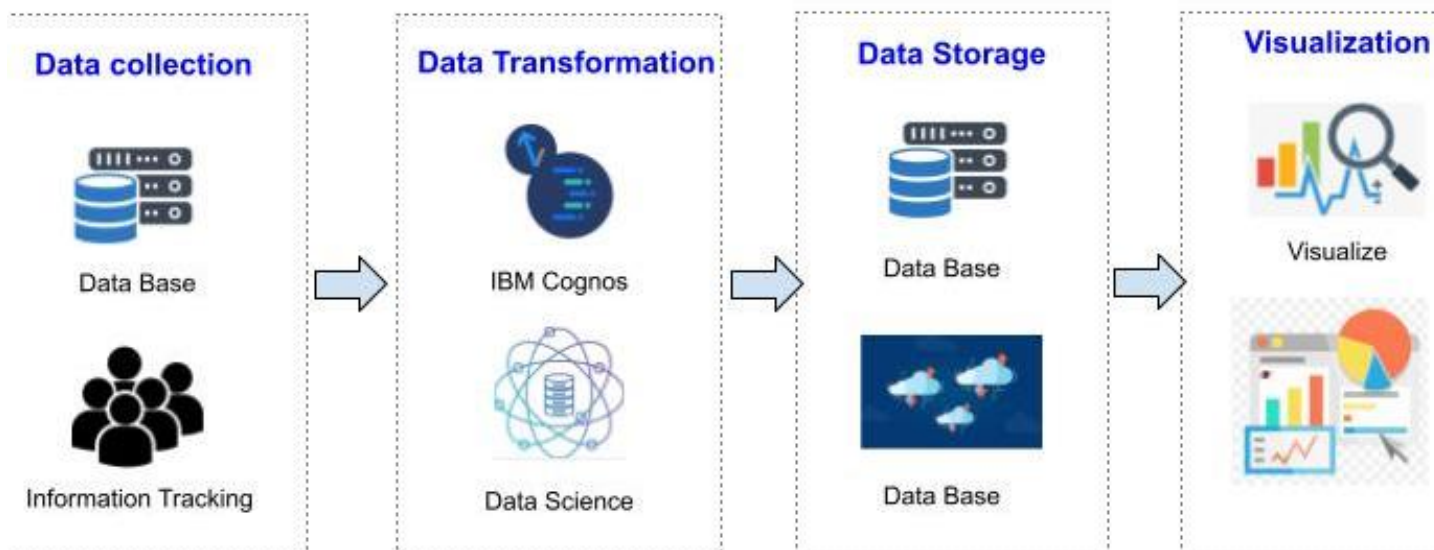 Data collection
Data Base
Information Tracking
Data Transformation
IBM Cognos
Data Science
Data Storage
Data Base
Data Base
Visualization
Visualize